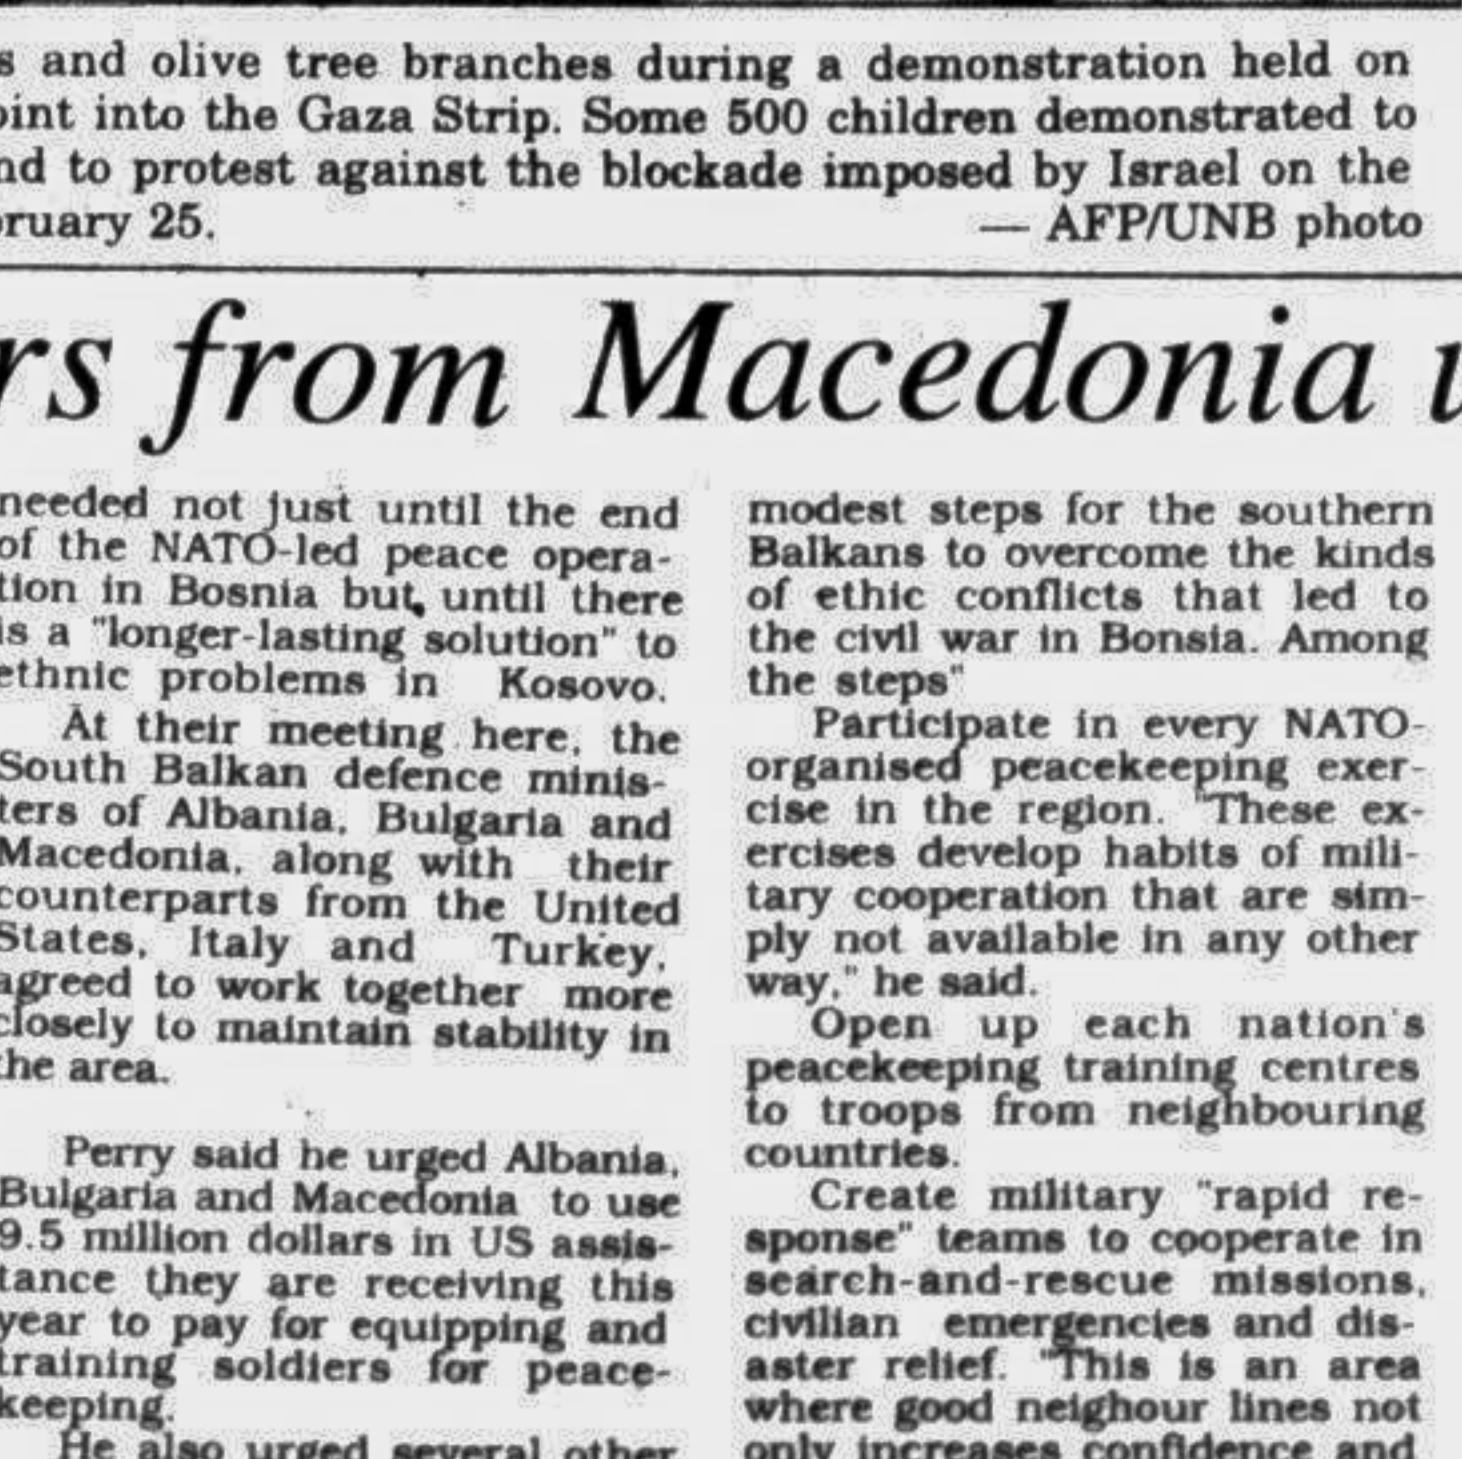 s and olive tree branches during a demonstration held on
oint into the Gaza Strip. Some 500 children demonstrated to
nd to protest against the blockade imposed by Israel on the
bruary 25.
— AFP/UNB photo
rs from Macedonia
needed not just until the end
of the NATO-led peace opera-
tion in Bosnia but, until there
is a "longer-lasting solution" to
ethnic problems in Kosovo.
At their meeting here, the
South Balkan defence minis-
ters of Albania, Bulgaria and
Macedonia, along with their
counterparts from the United
States, Italy and Turkey,
agreed to work together more
closely to maintain stability in
the area.
Perry said he urged Albania,
Bulgaria and Macedonia to use
9.5 million dollars in US assis-
tance they are receiving this
year to pay for equipping and
training soldiers for peace-
keeping.
He also urged several other
modest steps for the southern
Balkans to overcome the kinds
of ethic conflicts that led to
the civil war in Bonsia. Among
the steps"
Participate in every NATO-
organised peacekeeping exer-
cise in the region. "These ex-
ercises develop habits of mili-
tary cooperation that are sim-
ply not available in any other
way," he said.
Open up each nation's
peacekeeping training centres
to troops from neighbouring
countries.
Create military "rapid re-
sponse" teams to cooperate in
search-and-rescue missions,
civilian emergencies and dis-
aster relief. "This is an area
where good neighour lines not
only increases confidence and